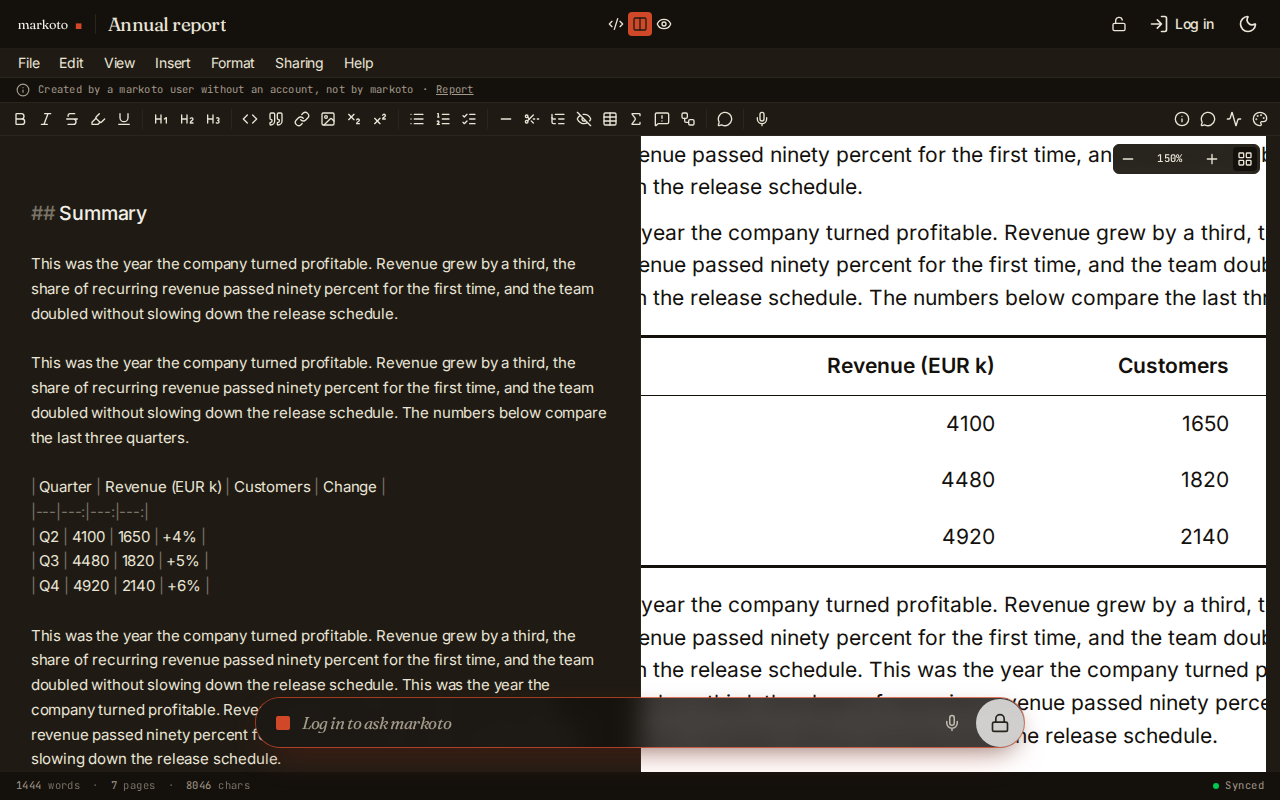 markoto
Annual report
Log in
File Edit View Insert Format Sharing Help
Created by a markoto user without an account, not by markoto · Report
H1 H2 H3
## Summary
This was the year the company turned profitable. Revenue grew by a third, the
share of recurring revenue passed ninety percent for the first time, and the team
doubled without slowing down the release schedule.
This was the year the company turned profitable. Revenue grew by a third, the
share of recurring revenue passed ninety percent for the first time, and the team
doubled without slowing down the release schedule. The numbers below compare
the last three quarters.
| Quarter | Revenue (EUR k) | Customers | Change |
|---|---:|---:|---:|
| Q2 | 4100 | 1650 | +4% |
| Q3 | 4480 | 1820 | +5% |
| Q4 | 4920 | 2140 | +6% |
This was the year the company turned profitable. Revenue grew by a third, the
share of recurring revenue passed ninety percent for the first time, and the team
doubled without slowing down the release schedule. This was the year the
company turned profitable.
revenue passed ninety percent
slowing down the release schedule.
passed ninety percent for the first time,
the release schedule.
150%
year the company turned profitable. Revenue grew by a third,
passed ninety percent for the first time, and the team
the release schedule. The numbers below compare the last
Revenue (EUR k) Customers
4100 1650
4480 1820
4920 2140
year the company turned profitable. Revenue grew by a third,
passed ninety percent for the first time, and the team
the release schedule. This was the year the company turned
ninety
release schedule.
Log in to ask markoto
1444 words · 7 pages · 8046 chars
Synced